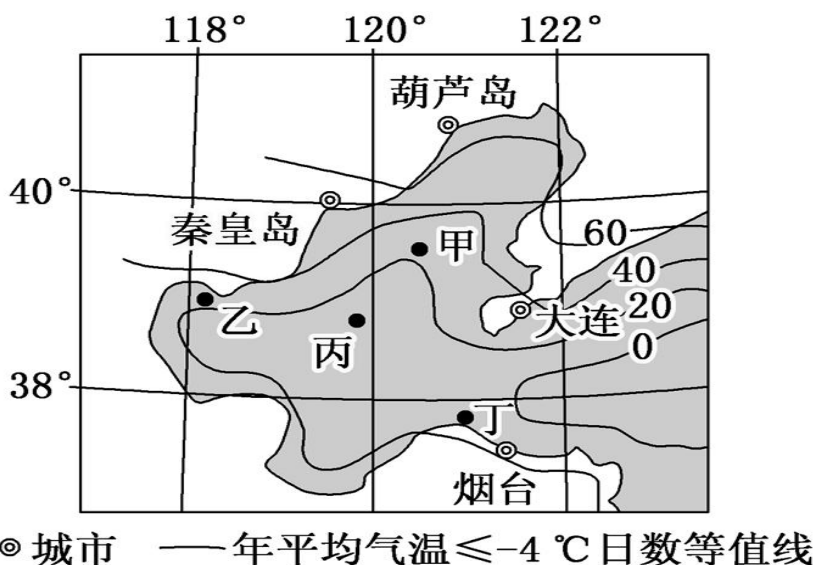 118° 120° 122°
葫芦岛
40°
秦皇岛
60
甲
40
乙
20
大连
丙
0
38°
丁
烟台
◎ 城市 — 年平均气温≤-4 ℃日数等值线